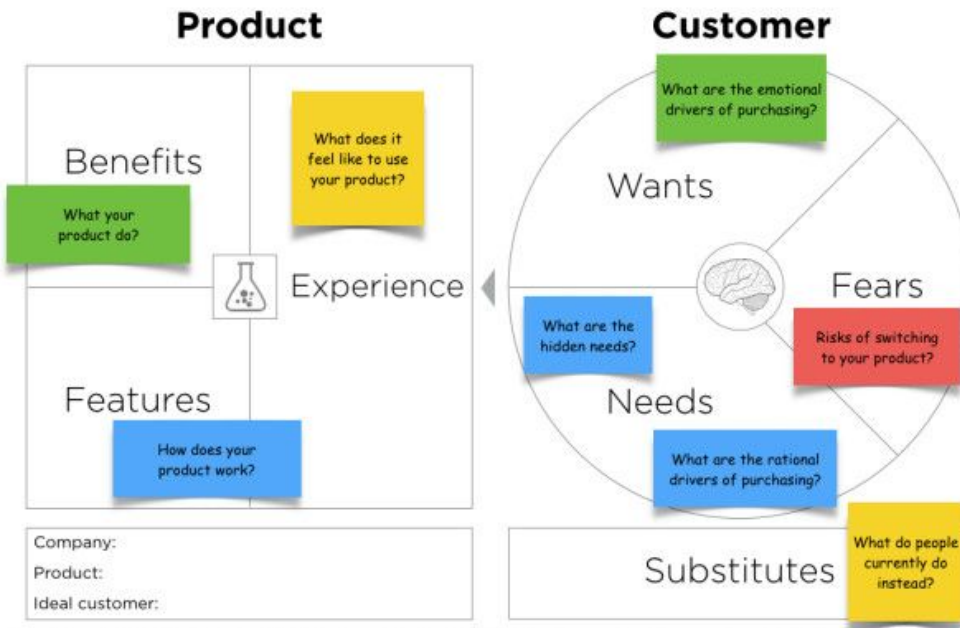 Product
Benefits
What your
product do?
What does it
feel like to use
your product?
Experience
Features
How does your
product work?
Company:
Product:
Ideal customer:
Customer
What are the emotional
drivers of purchasing?
Wants
Fears
Risks of switching
to your product?
What are the
hidden needs?
Needs
What are the rational
drivers of purchasing?
Substitutes
What do people
currently do
instead?